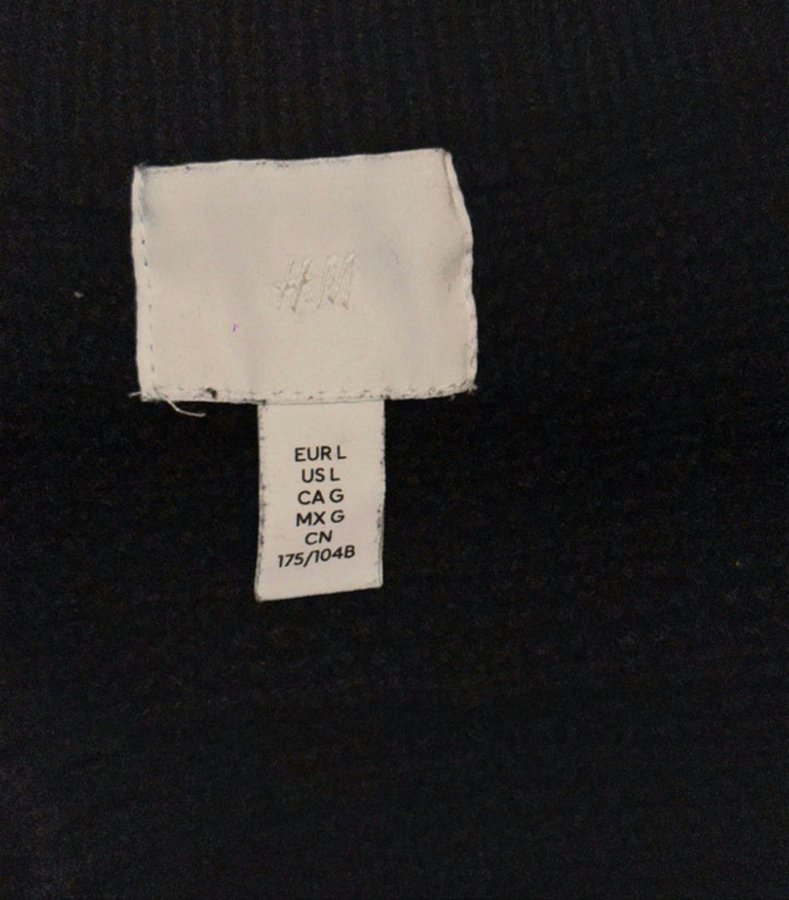 H&M
EUR L
US L
CA G
MX G
CN
175/104B